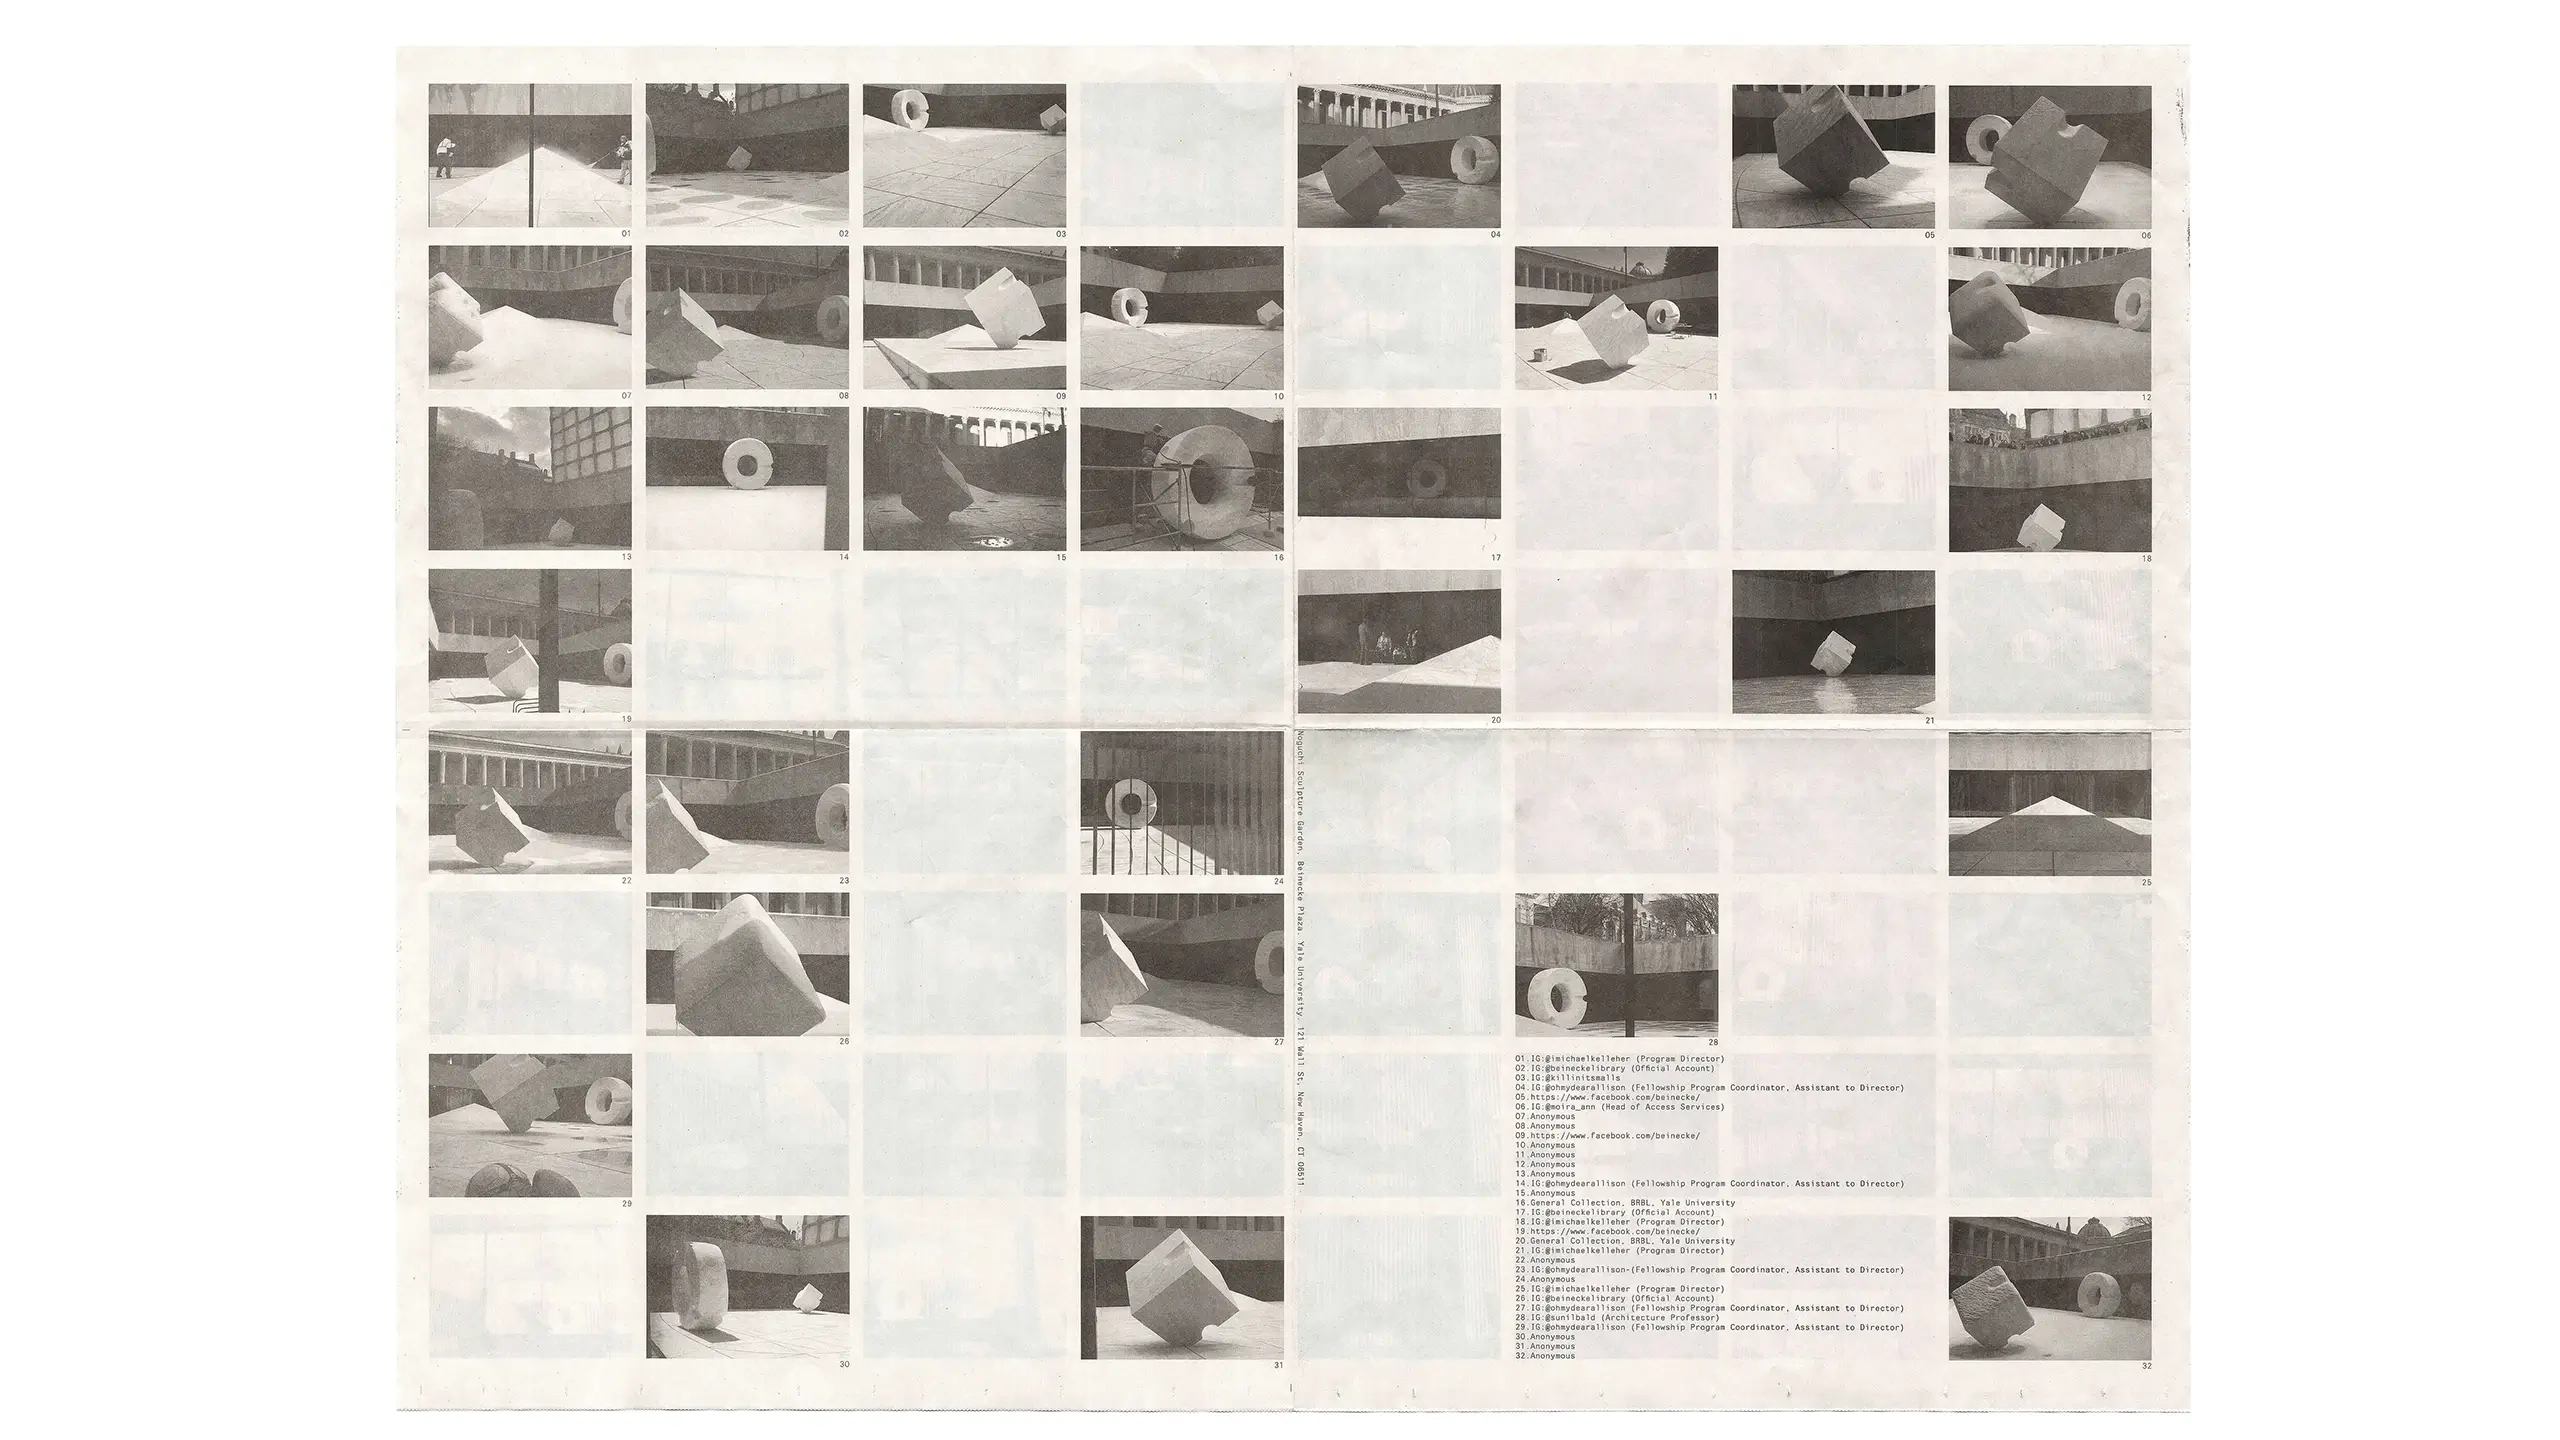 01
02
03
04
05
06
07
08
09
10
11
12
13
14
15
16
17
18
19
20
21
22
23
24
25
26
27
28
29
30
31
32
Noguchi Sculpture Garden, Beinecke Plaza. Yale University. 121 Wall St, New Haven, CT 06511
01.IG:@imichaelkelleher (Program Director)
02.IG:@beineckelibrary (Official Account)
03.IG:@killinitsmalls
04.IG:@ohmydearallison (Fellowship Program Coordinator, Assistant to Director)
05.https://www.facebook.com/beinecke/
06.IG:@moira_ann (Head of Access Services)
07.Anonymous
08.Anonymous
09.https://www.facebook.com/beinecke/
10.Anonymous
11.Anonymous
12.Anonymous
13.Anonymous
14.IG:@ohmydearallison (Fellowship Program Coordinator, Assistant to Director)
15.Anonymous
16.General Collection, BRBL, Yale University
17.IG:@beineckelibrary (Official Account)
18.IG:@imichaelkelleher (Program Director)
19.https://www.facebook.com/beinecke/
20.General Collection, BRBL, Yale University
21.IG:@imichaelkelleher (Program Director)
22.Anonymous
23.IG:@ohmydearallison-(Fellowship Program Coordinator, Assistant to Director)
24.Anonymous
25.IG:@imichaelkelleher (Program Director)
26.IG:@beineckelibrary (Official Account)
27.IG:@ohmydearallison (Fellowship Program Coordinator, Assistant to Director)
28.IG:@sunilbald (Architecture Professor)
29.IG:@ohmydearallison (Fellowship Program Coordinator, Assistant to Director)
30.Anonymous
31.Anonymous
32.Anonymous